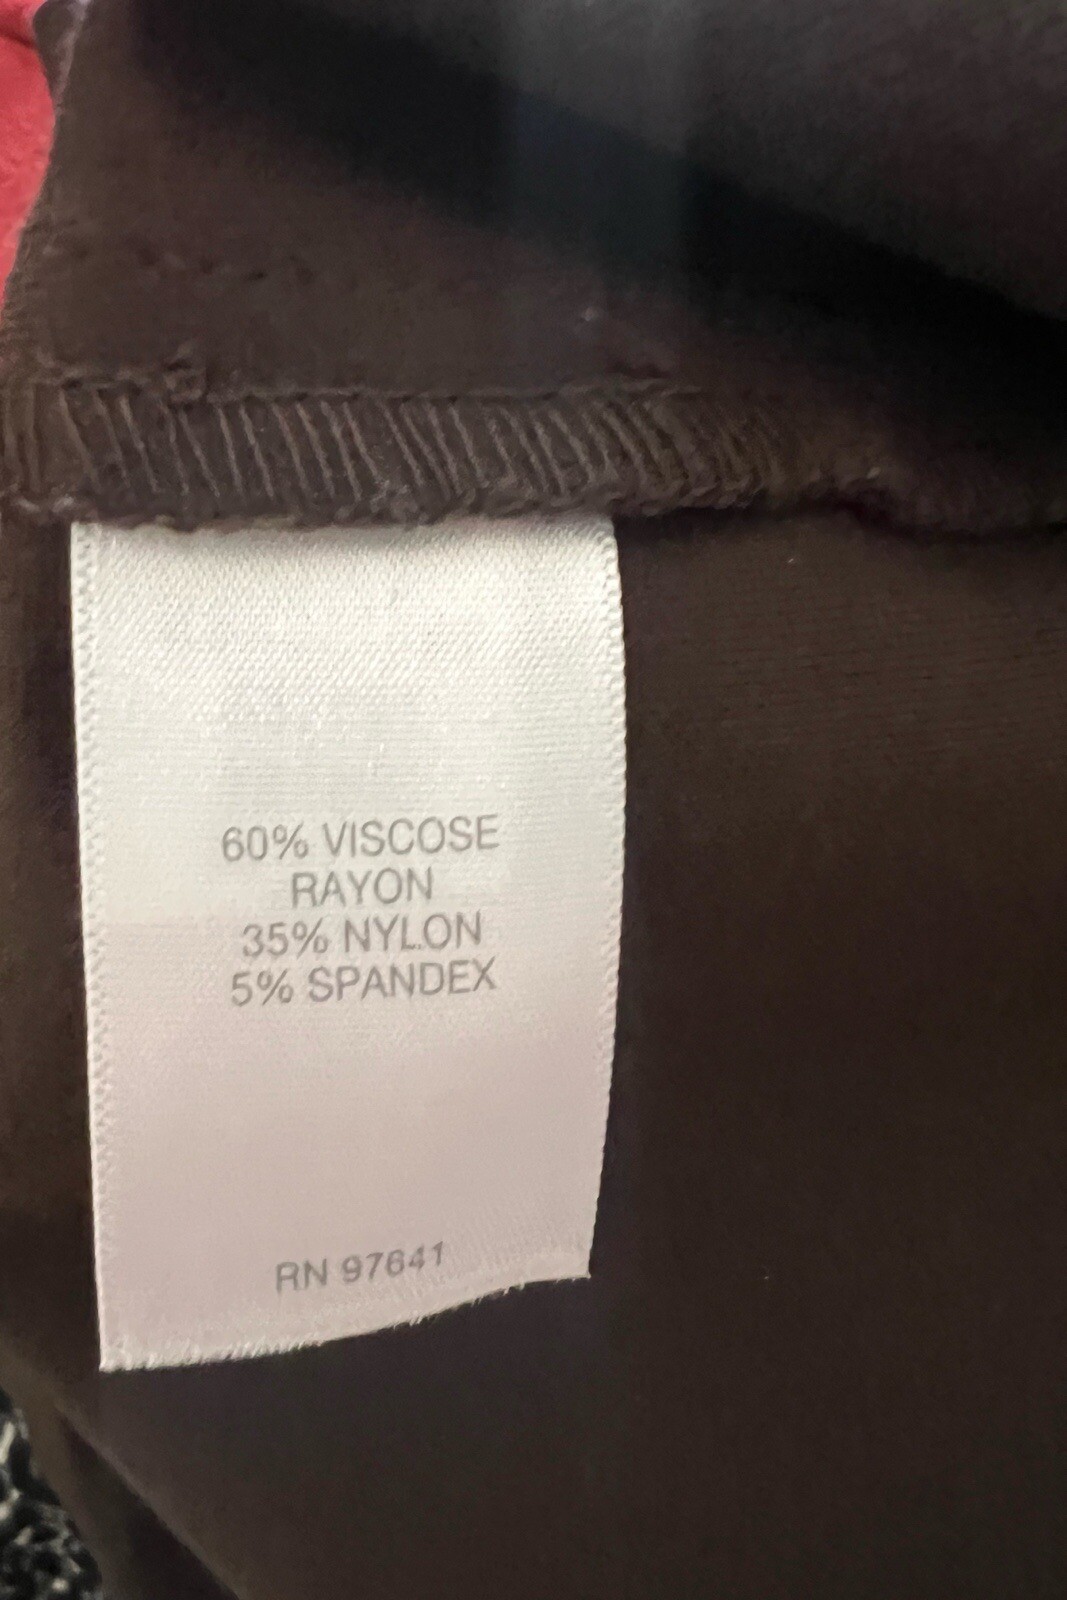 60% VISCOSE
RAYON
35% NYLON
5% SPANDEX
RN 97641